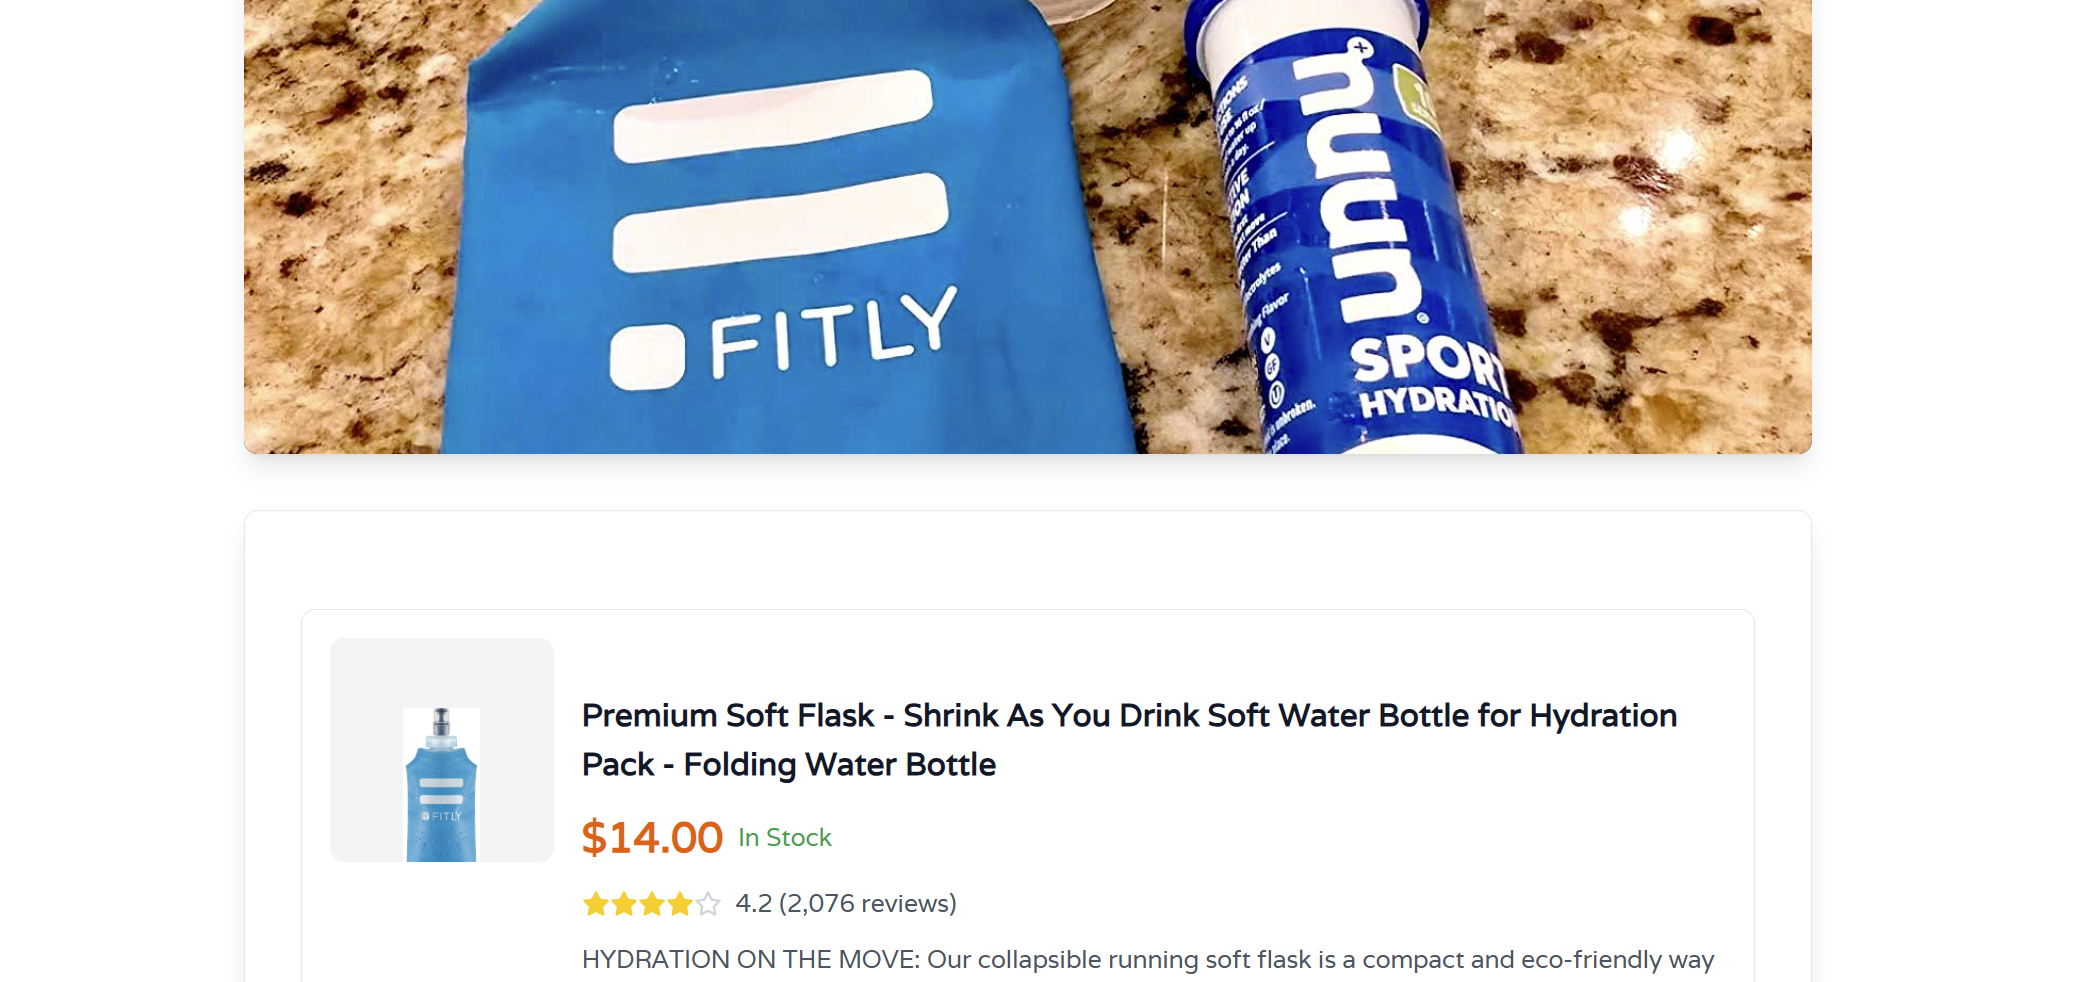 FITLY
nuun
SPORT
HYDRATIO
Premium Soft Flask - Shrink As You Drink Soft Water Bottle for Hydration
Pack - Folding Water Bottle
FITLY
$14.00 In Stock
4.2 (2,076 reviews)
HYDRATION ON THE MOVE: Our collapsible running soft flask is a compact and eco-friendly way